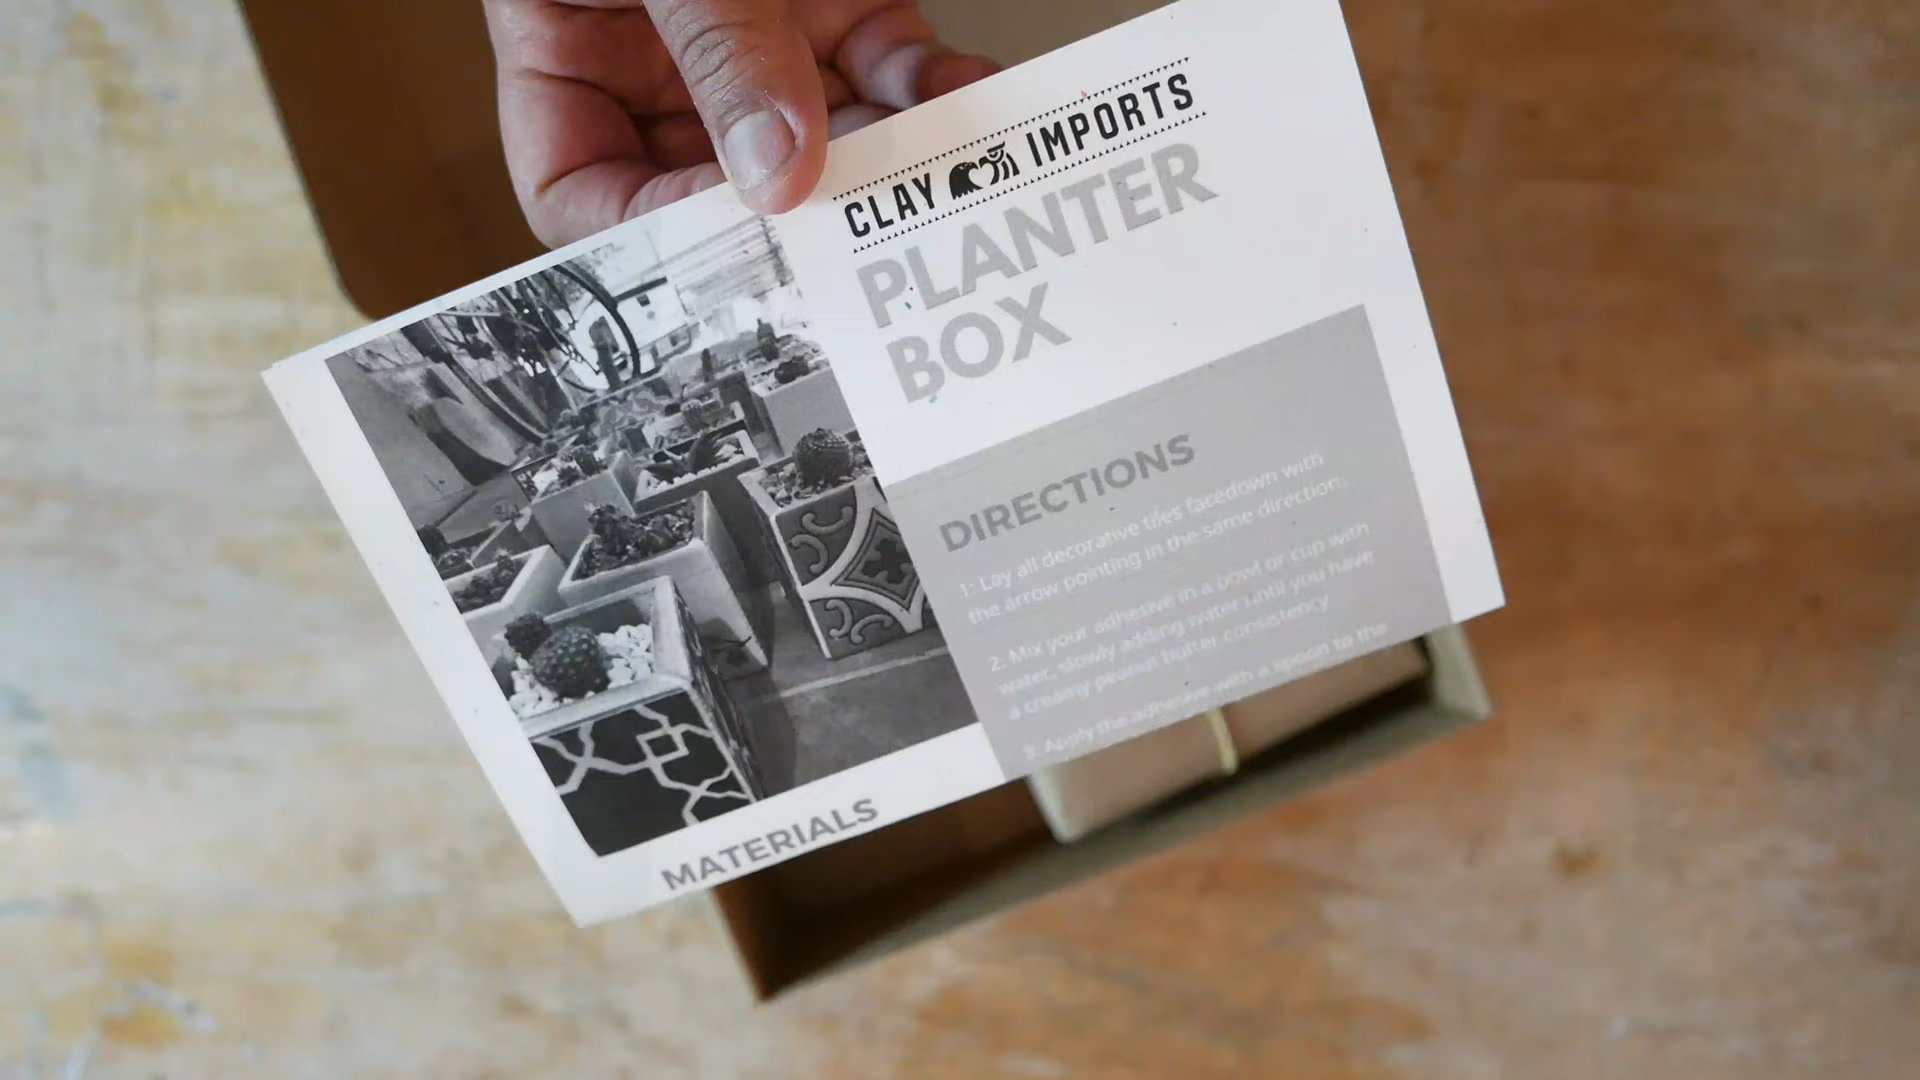 CLAY IMPORTS
PLANTER
BOX
DIRECTIONS
1: Lay all decorative tiles facedown with
the arrow pointing in the same direction.
2: Mix your adhesive in a bowl or cup with
water, slowly adding water until you have
a creamy peanut butter consistency
3: Apply the adhesive with a spoon to the
MATERIALS